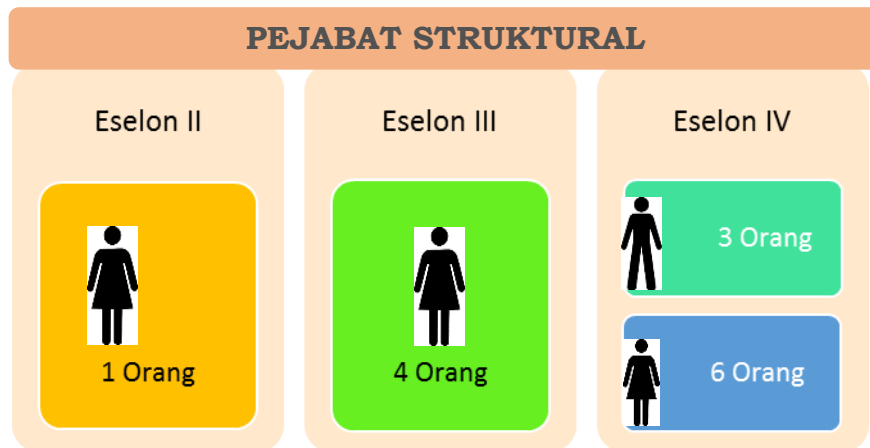 PEJABAT STRUKTURAL
Eselon II
1 Orang
Eselon III
4 Orang
Eselon IV
3 Orang
6 Orang